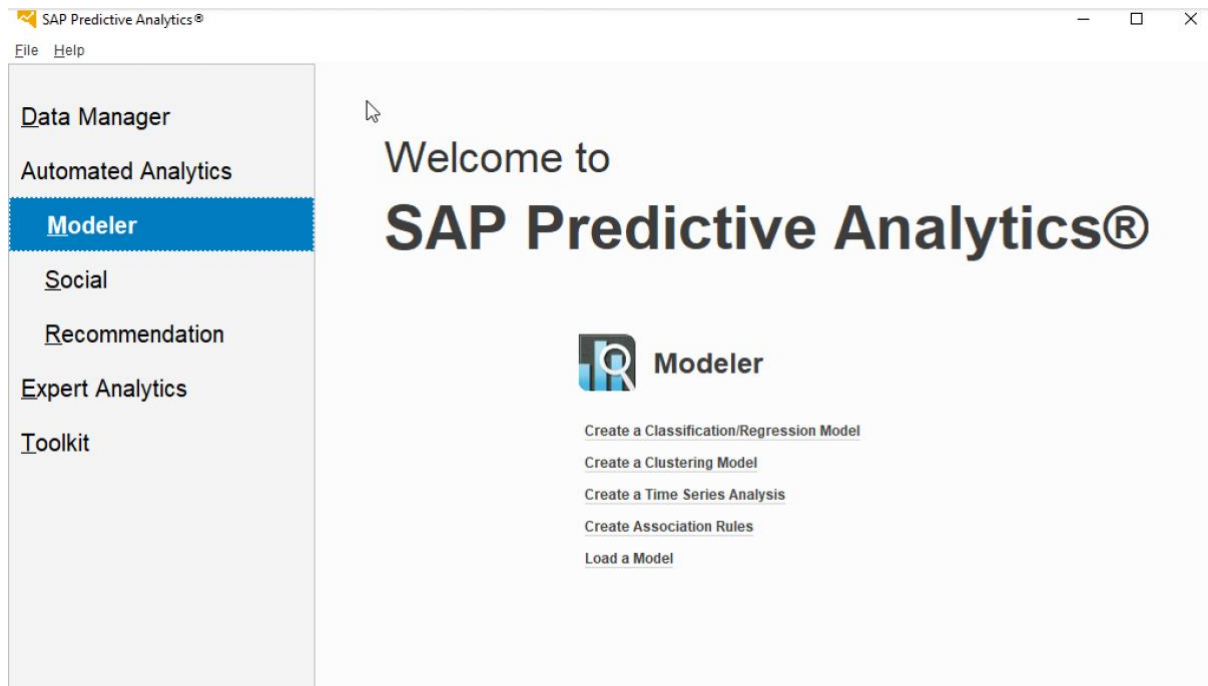 SAP Predictive Analytics®
File Help
Data Manager
Automated Analytics
Modeler
Social
Recommendation
Expert Analytics
Toolkit
Welcome to
SAP Predictive Analytics®
Modeler
Create a Classification/Regression Model
Create a Clustering Model
Create a Time Series Analysis
Create Association Rules
Load a Model